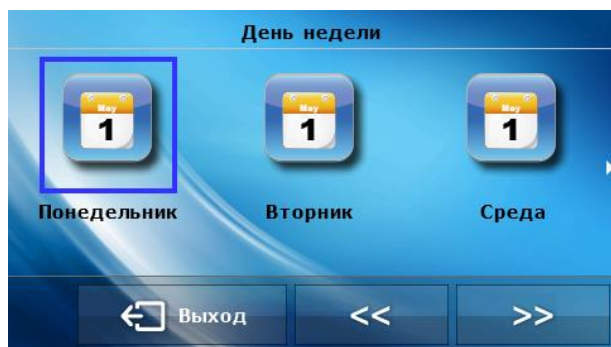 День недели
May
1
May
1
May
1
Понедельник
Вторник
Среда
Выход
<<
>>